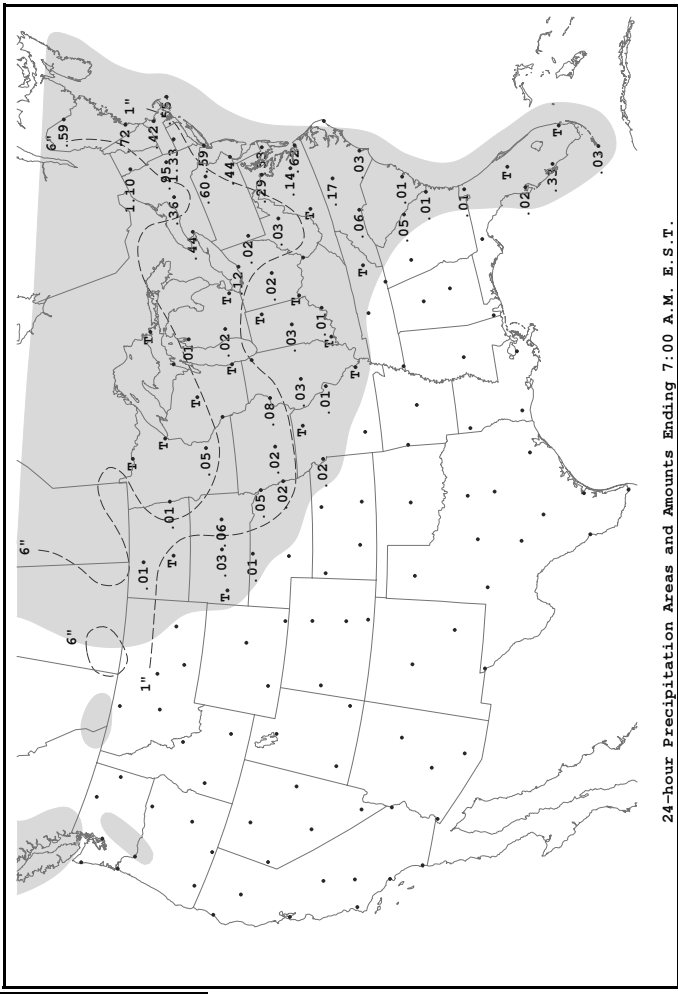 6"
6"
.59
6"
1.10
.72
1"
T
.01
1"
T
.42
T
.55
.95
.01
T
1.33
.36
.01
.44
T
.59
.05
.60
.03
.06
.02
T
T
.44
T
.12
.02
.01
.05
T
.29
.53
.08
.02
.02
.03
.02
.14
.03
.62
T
.03
T
T
.01
.02
.01
T
.17
T
.06
.03
T
.01
.05
.01
.01
T
.02
.33
T
.03
24-hour Precipitation Areas and Amounts Ending 7:00 A.M. E.S.T.